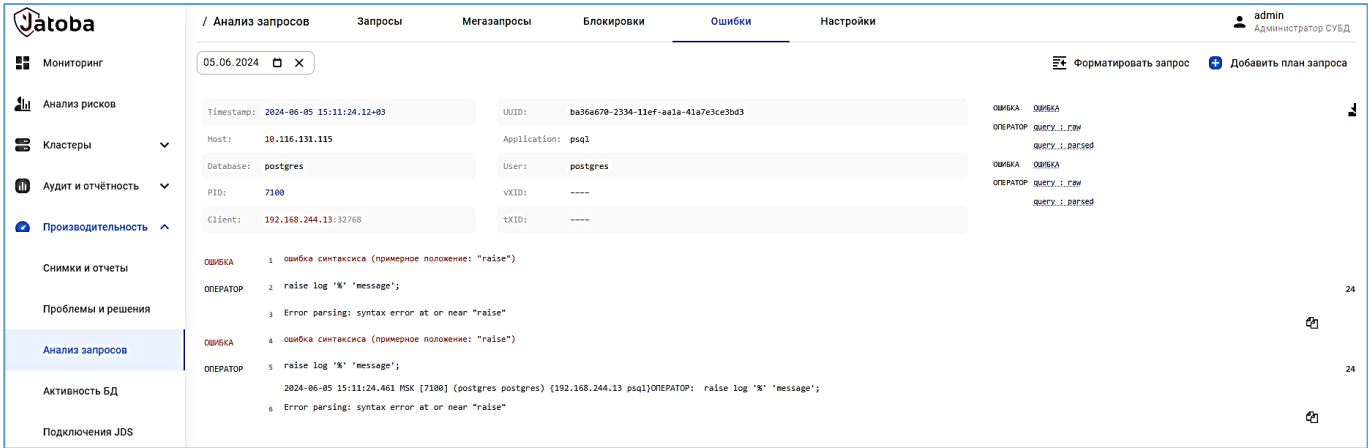 Jatoba
Мониторинг
Анализ рисков
Кластеры
Аудит и отчётность
Производительность
Снимки и отчеты
Проблемы и решения
Анализ запросов
Активность БД
Подключения JDS
/ Анализ запросов Запросы Мегазапросы Блокировки Ошибки Настройки
admin
Администратор СУБД
05.06.2024
Форматировать запрос Добавить план запроса
Timestamp: 2024-06-05 15:11:24.12+03 UUID: ba36a670-2334-11ef-aa1a-41a7e3ce3bd3
Host: 10.116.131.115 Application: psql
Database: postgres User: postgres
PID: 7100 vXID: ----
Client: 192.168.244.13:32768 tXID: ----
ОШИБКА ОШИБКА
ОПЕРАТОР query : raw
query : parsed
ОШИБКА ОШИБКА
ОПЕРАТОР query : raw
query : parsed
ОШИБКА 1 ошибка синтаксиса (примерное положение: "raise")
ОПЕРАТОР 2 raise log '%' 'message'; 24
3 Error parsing: syntax error at or near "raise"
ОШИБКА 4 ошибка синтаксиса (примерное положение: "raise")
ОПЕРАТОР 5 raise log '%' 'message'; 24
2024-06-05 15:11:24.461 MSK [7100] (postgres postgres) {192.168.244.13 psql}ОПЕРАТОР: raise log '%' 'message';
6 Error parsing: syntax error at or near "raise"